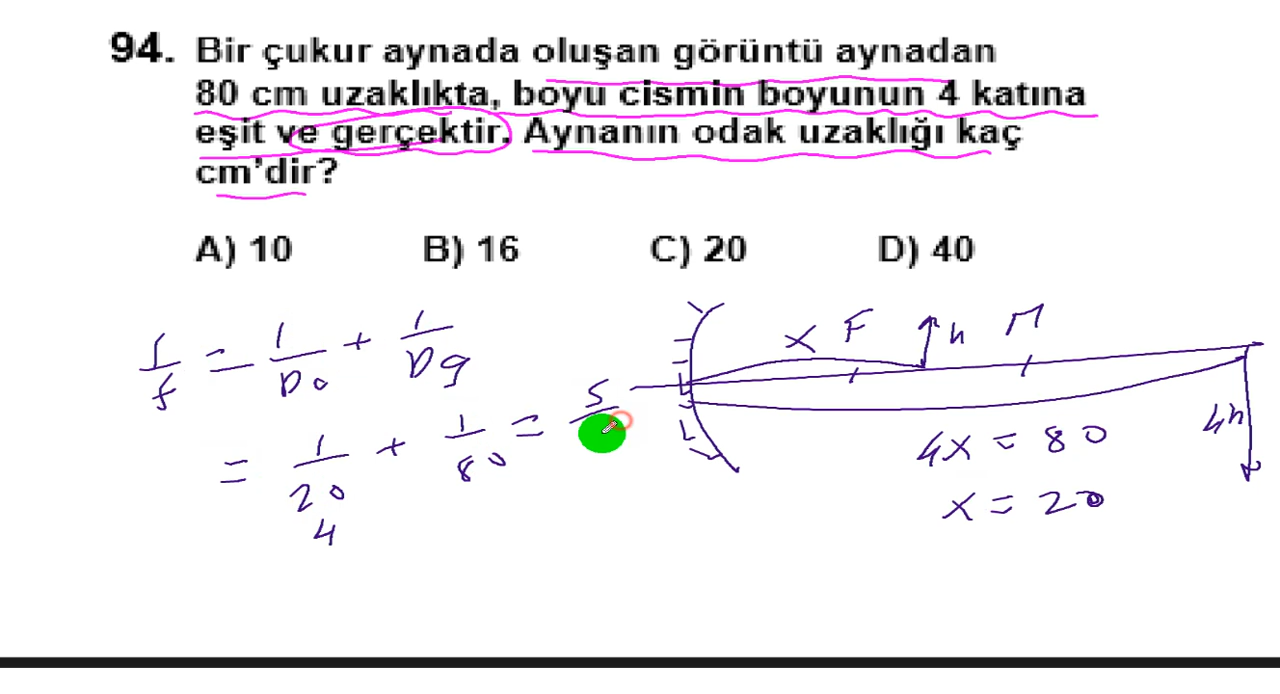 94. Bir çukur aynada oluşan görüntü aynadan
80 cm uzaklıkta, boyu cismin boyunun 4 katına
eşit ve gerçektir. Aynanın odak uzaklığı kaç
cm'dir?
A) 10 B) 16 C) 20 D) 40
1/f = 1/D0 + 1/Dg
= 1/20 + 1/80 = 5
4
X F h M
4h
4X = 80
X = 20